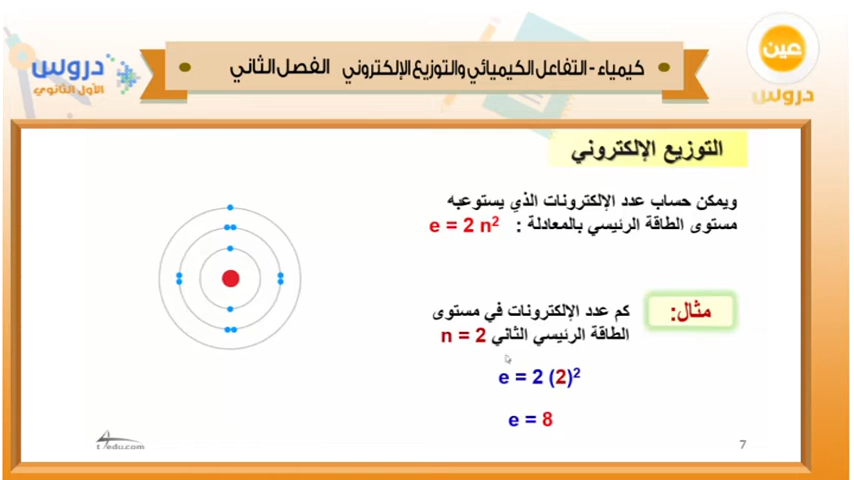 عين
دروس
كيمياء - التفاعل الكيميائي والتوزيع الإلكتروني الفصل الثاني
دروس
الأول الثانوي
التوزيع الإلكتروني
ويمكن حساب عدد الإلكترونات الذي يستوعبه
مستوى الطاقة الرئيسي بالمعادلة : e = 2 n²
مثال:
كم عدد الإلكترونات في مستوى
الطاقة الرئيسي الثاني n = 2
e = 2 (2)²
e = 8
t4edu.com
7